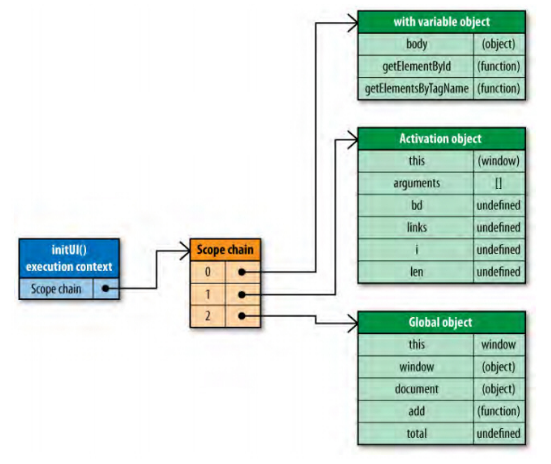 with variable object
body (object)
getElementById (function)
getElementsByTagName (function)
Activation object
this (window)
arguments []
bd undefined
links undefined
i undefined
len undefined
initUI()
execution context
Scope chain
Scope chain
0
1
2
Global object
this window
window (object)
document (object)
add (function)
total undefined